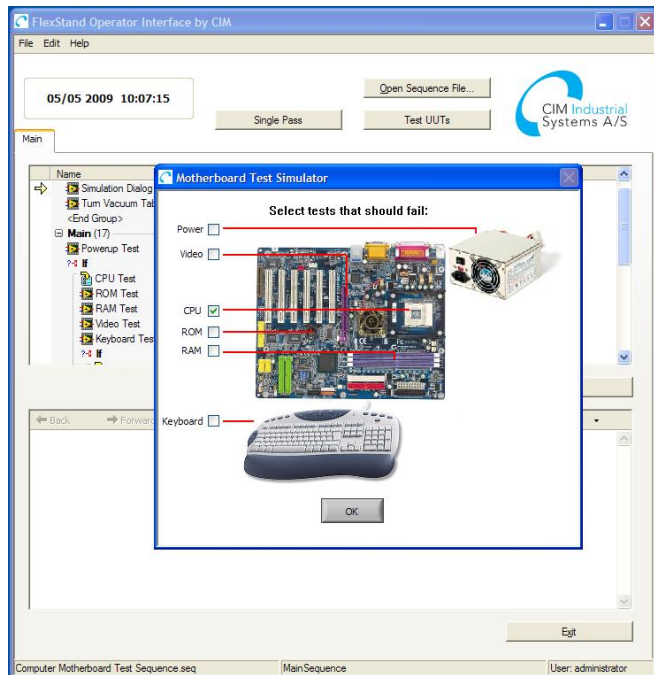 FlexStand Operator Interface by CIM
File Edit Help
05/05 2009 10:07:15
Open Sequence File...
Single Pass
Test UUTs
CIM Industrial
Systems A/S
Main
Name
Simulation Dialog
Turn Vacuum Tab
<End Group>
Main (17)
Powerup Test
If
CPU Test
ROM Test
RAM Test
Video Test
Keyboard Tes
If
Motherboard Test Simulator
Select tests that should fail:
Power
Video
CPU
ROM
RAM
Keyboard
OK
Back Forward
Exit
Computer Motherboard Test Sequence.seq MainSequence User: administrator